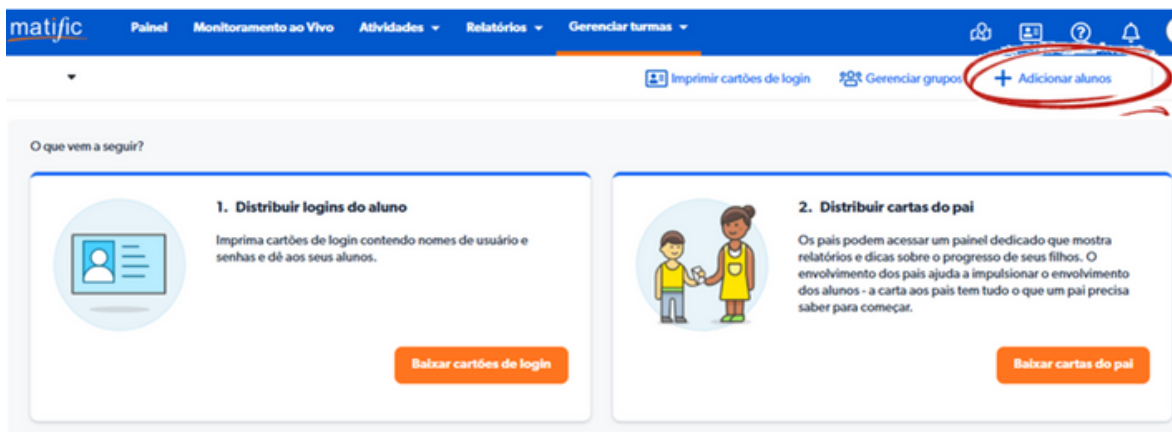 matific Painel Monitoramento ao Vivo Atividades Relatórios Gerenciar turmas
Imprimir cartões de login Gerenciar grupos + Adicionar alunos
O que vem a seguir?
1. Distribuir logins do aluno
Imprima cartões de login contendo nomes de usuário e
senhas e dê aos seus alunos.
Baixar cartões de login
2. Distribuir cartas do pai
Os pais podem acessar um painel dedicado que mostra
relatórios e dicas sobre o progresso de seus filhos. O
envolvimento dos pais ajuda a impulsionar o envolvimento
dos alunos - a carta aos pais tem tudo o que um pai precisa
saber para começar.
Baixar cartas do pai